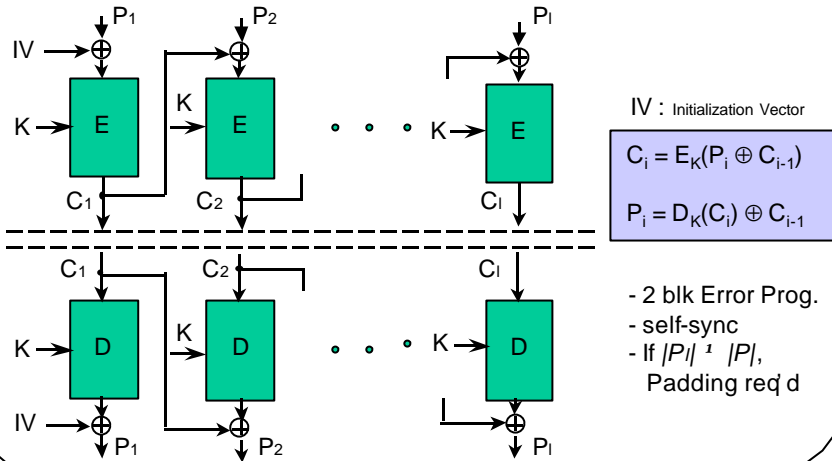 P1 P2 Pl
IV
K E K E K E
C1 C2 Cl
IV : Initialization Vector
Ci = EK(Pi ⊕ Ci-1)
Pi = DK(Ci) ⊕ Ci-1
C1 C2 Cl
K D K D K D
IV
P1 P2 Pl
- 2 blk Error Prog.
- self-sync
- If |Pl| ¹ |P|,
Padding req'd